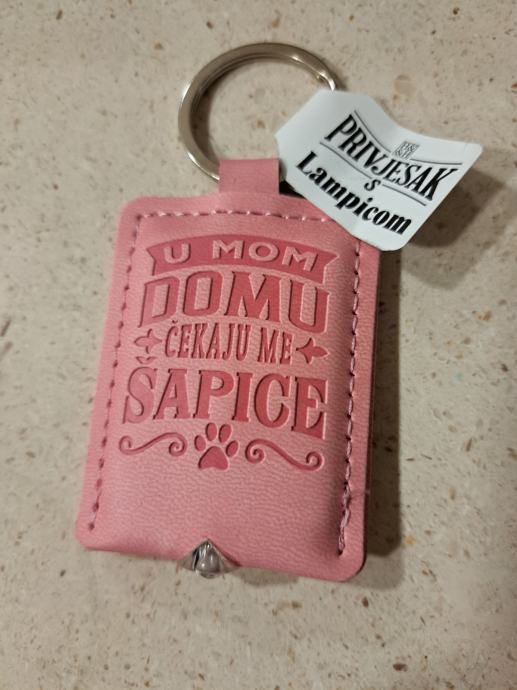 PRIVJESAK
s
Lampicom
U MOM
DOMU
ČEKAJU ME
ŠAPICE